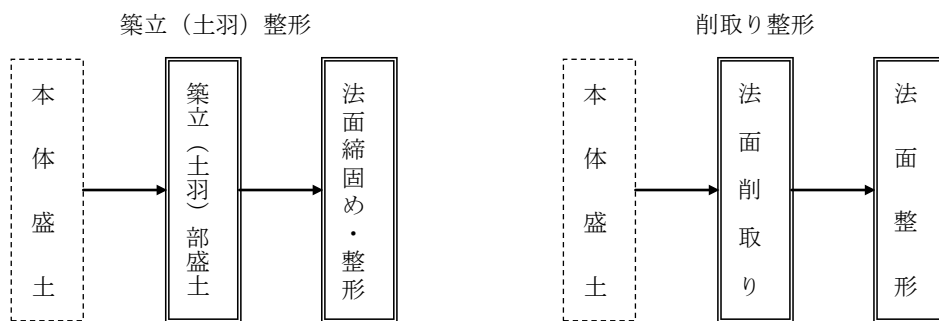 築立（土羽）整形
本体盛土
築立（土羽）部盛土
法面締固め・整形
削取り整形
本体盛土
法面削取り
法面整形